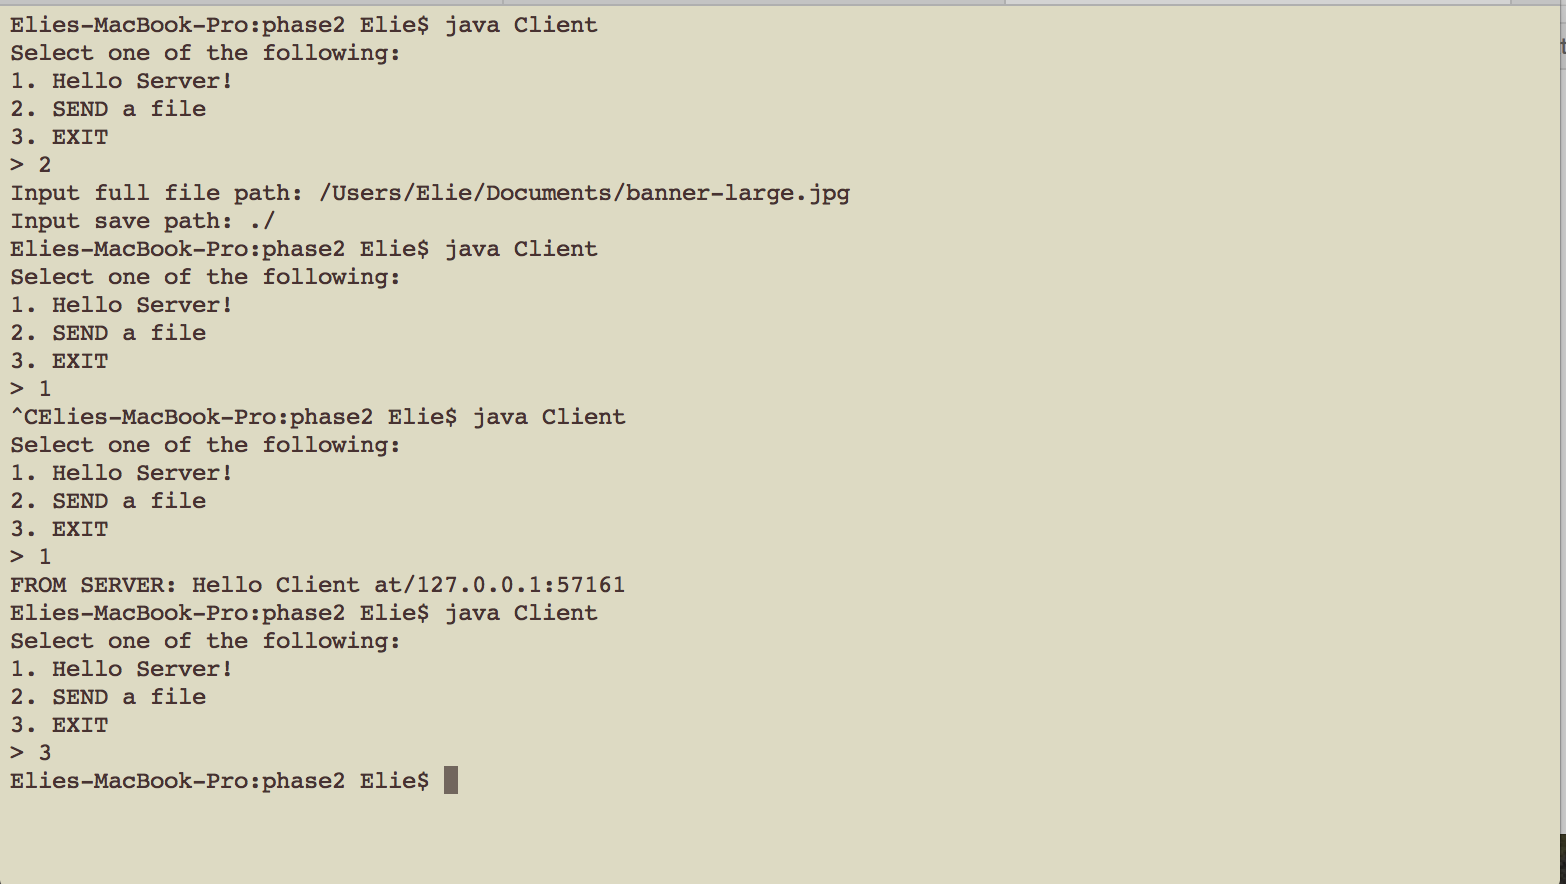 Elies-MacBook-Pro:phase2 Elie$ java Client
Select one of the following:
1. Hello Server!
2. SEND a file
3. EXIT
> 2
Input full file path: /Users/Elie/Documents/banner-large.jpg
Input save path: ./
Elies-MacBook-Pro:phase2 Elie$ java Client
Select one of the following:
1. Hello Server!
2. SEND a file
3. EXIT
> 1
^CElies-MacBook-Pro:phase2 Elie$ java Client
Select one of the following:
1. Hello Server!
2. SEND a file
3. EXIT
> 1
FROM SERVER: Hello Client at/127.0.0.1:57161
Elies-MacBook-Pro:phase2 Elie$ java Client
Select one of the following:
1. Hello Server!
2. SEND a file
3. EXIT
> 3
Elies-MacBook-Pro:phase2 Elie$